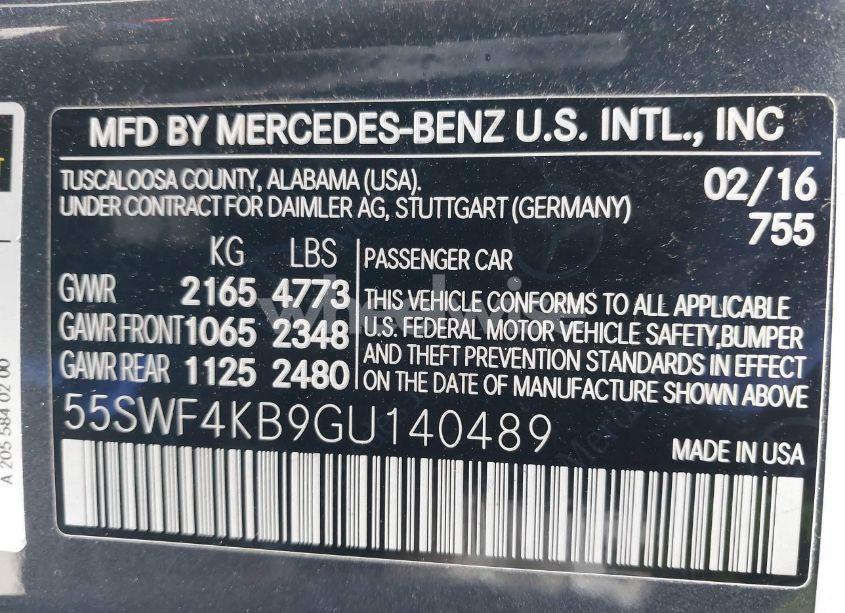 MFD BY MERCEDES-BENZ U.S. INTL., INC
TUSCALOOSA COUNTY, ALABAMA (USA).
UNDER CONTRACT FOR DAIMLER AG, STUTTGART (GERMANY)
02/16
755
KG LBS
GWR 2165 4773
GAWR FRONT 1065 2348
GAWR REAR 1125 2480
PASSENGER CAR
THIS VEHICLE CONFORMS TO ALL APPLICABLE
U.S. FEDERAL MOTOR VEHICLE SAFETY,BUMPER
AND THEFT PREVENTION STANDARDS IN EFFECT
ON THE DATE OF MANUFACTURE SHOWN ABOVE
55SWF4KB9GU140489
MADE IN USA
A 205 584 02 00